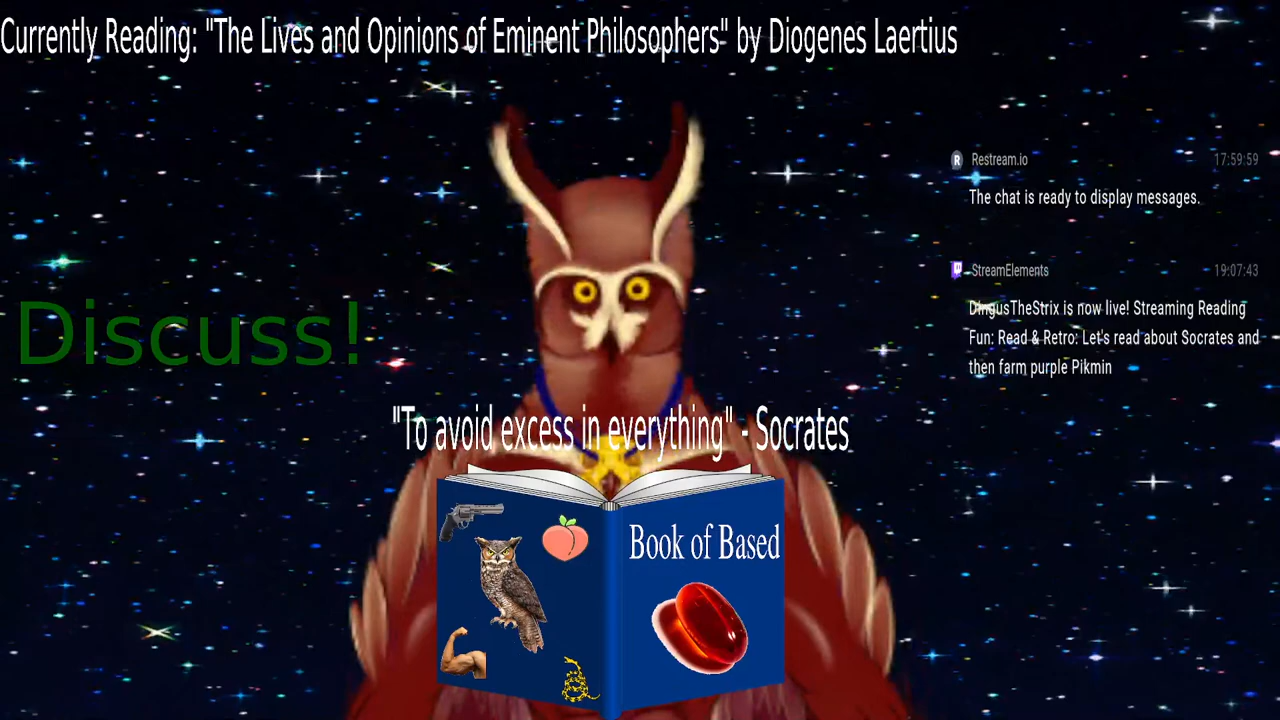 Currently Reading: "The Lives and Opinions of Eminent Philosophers" by Diogenes Laertius
R Restream.io 17:59:59
The chat is ready to display messages.
StreamElements 19:07:43
DingusTheStrix is now live! Streaming Reading
Fun: Read & Retro: Let's read about Socrates and
then farm purple Pikmin
Discuss!
"To avoid excess in everything" - Socrates
Book of Based